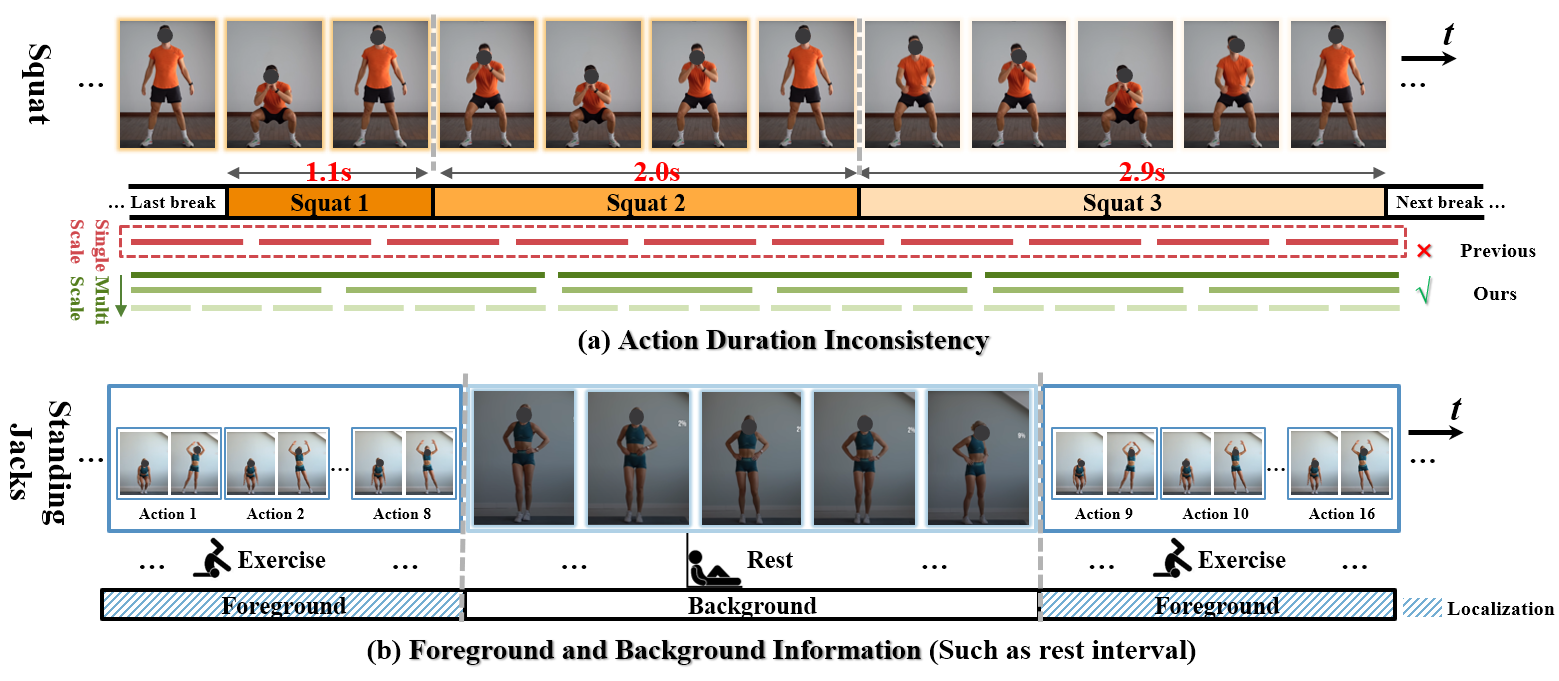 Squat
...
t
...
1.1s
2.0s
2.9s
... Last break
Squat 1
Squat 2
Squat 3
Next break ...
Single
Scale
× Previous
Multi
Scale
√ Ours
(a) Action Duration Inconsistency
Standing
Jacks
...
2%
2%
t
...
...
...
Action 1
Action 2
Action 8
Action 9
Action 10
Action 16
... Exercise ...
... Rest ...
... Exercise ...
Foreground
Background
Foreground
Localization
(b) Foreground and Background Information (Such as rest interval)